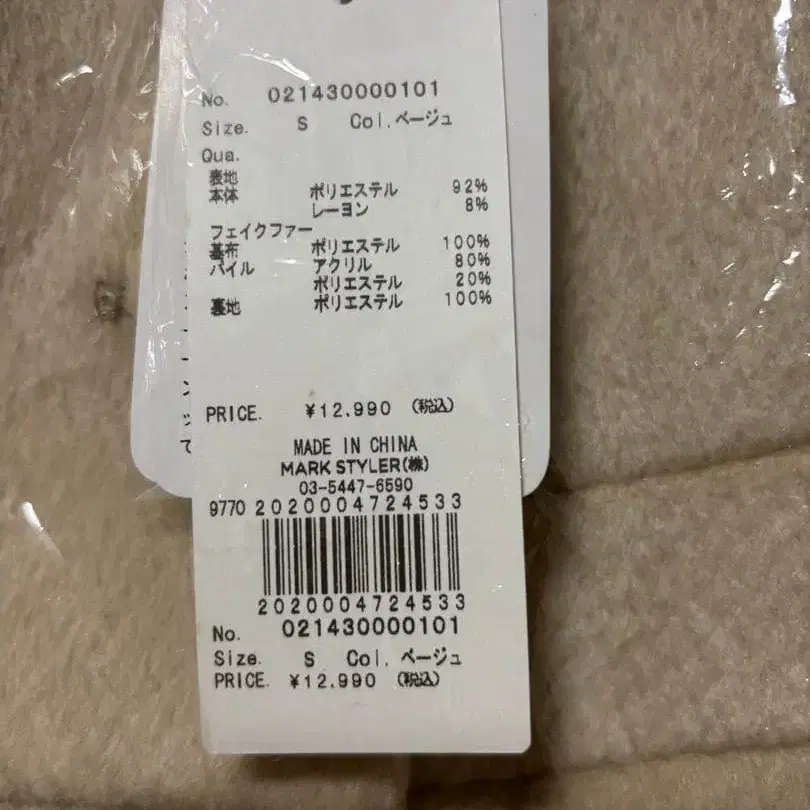 No. 021430000101
Size. S Col.ベージュ
Qua.
表地
本体 ポリエステル 92%
レーヨン 8%
フェイクファー
基布 ポリエステル 100%
パイル アクリル 80%
ポリエステル 20%
裏地 ポリエステル 100%
PRICE. ¥12.990 (税込)
MADE IN CHINA
MARK STYLER(株)
03-5447-6590
9770 2020004724533
2020004724533
No. 021430000101
Size. S Col. ベージュ
PRICE. ¥12.990 (税込)